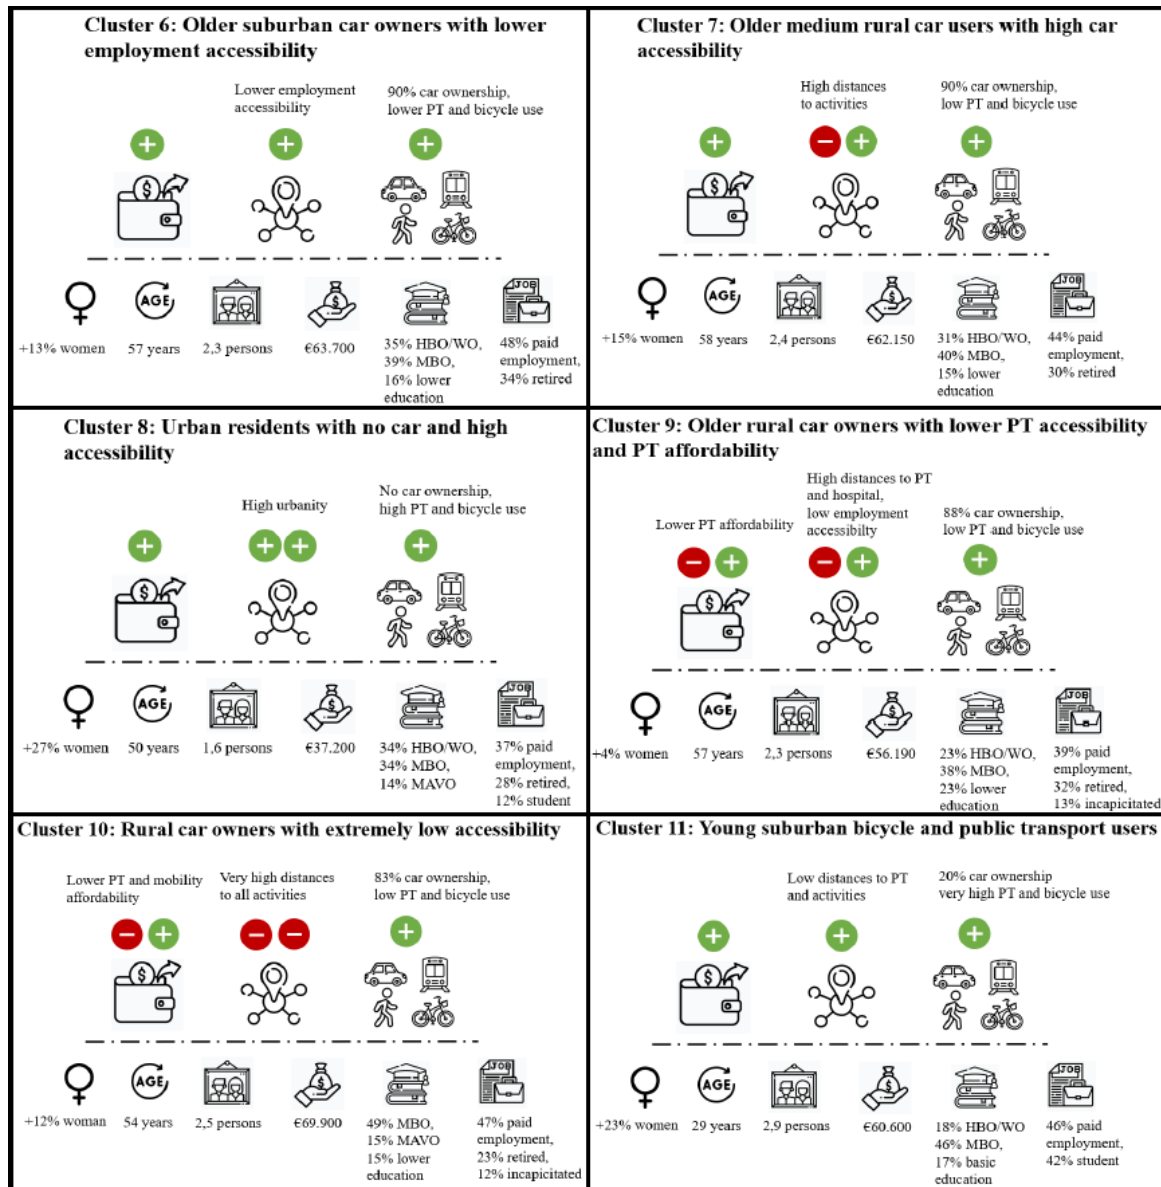 Cluster 6: Older suburban car owners with lower
employment accessibility
Lower employment
accessibility
90% car ownership,
lower PT and bicycle use
+13% women
57 years
2,3 persons
€63.700
35% HBO/WO,
39% MBO,
16% lower
education
48% paid
employment,
34% retired
Cluster 7: Older medium rural car users with high car
accessibility
High distances
to activities
90% car ownership,
low PT and bicycle use
+15% women
58 years
2,4 persons
€62.150
31% HBO/WO,
40% MBO,
15% lower
education
44% paid
employment,
30% retired
Cluster 8: Urban residents with no car and high
accessibility
High urbanity
No car ownership,
high PT and bicycle use
+27% women
50 years
1,6 persons
€37.200
34% HBO/WO,
34% MBO,
14% MAVO
37% paid
employment,
28% retired,
12% student
Cluster 9: Older rural car owners with lower PT accessibility
and PT affordability
Lower PT affordability
High distances to PT
and hospital,
low employment
accessibilty
88% car ownership,
low PT and bicycle use
+4% women
57 years
2,3 persons
€56.190
23% HBO/WO,
38% MBO,
23% lower
education
39% paid
employment,
32% retired,
13% incapicitated
Cluster 10: Rural car owners with extremely low accessibility
Lower PT and mobility
affordability
Very high distances
to all activities
83% car ownership,
low PT and bicycle use
+12% woman
54 years
2,5 persons
€69.900
49% MBO,
15% MAVO
15% lower
education
47% paid
employment,
23% retired,
12% incapicitated
Cluster 11: Young suburban bicycle and public transport users
Low distances to PT
and activities
20% car ownership
very high PT and bicycle use
+23% women
29 years
2,9 persons
€60.600
18% HBO/WO
46% MBO,
17% basic
education
46% paid
employment,
42% student
AGE
JOB
AGE
JOB
AGE
JOB
AGE
JOB
AGE
JOB
AGE
JOB